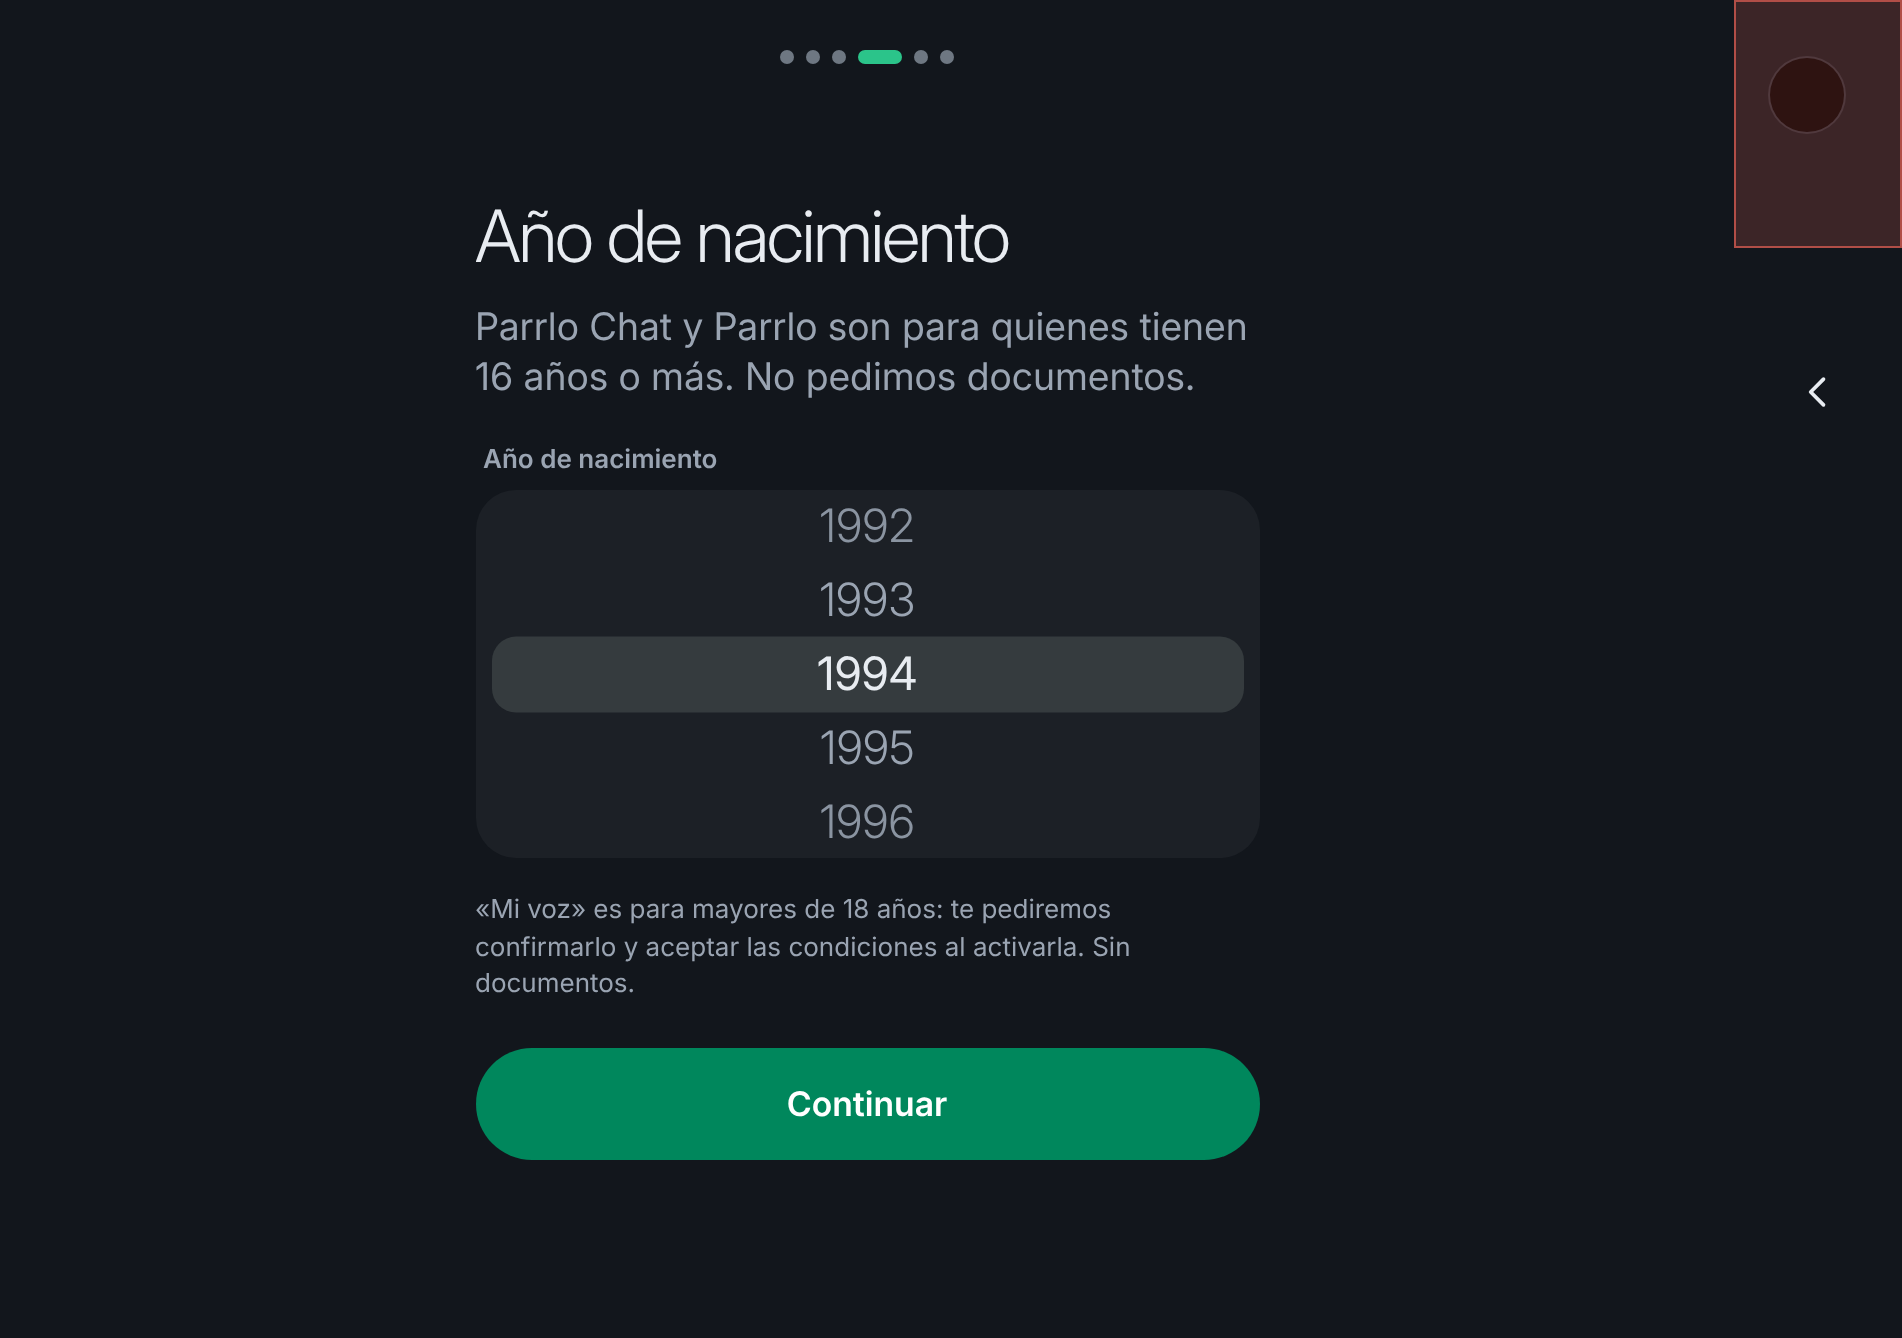 Año de nacimiento
Parrlo Chat y Parrlo son para quienes tienen
16 años o más. No pedimos documentos.
Año de nacimiento
1992
1993
1994
1995
1996
«Mi voz» es para mayores de 18 años: te pediremos
confirmarlo y aceptar las condiciones al activarla. Sin
documentos.
Continuar